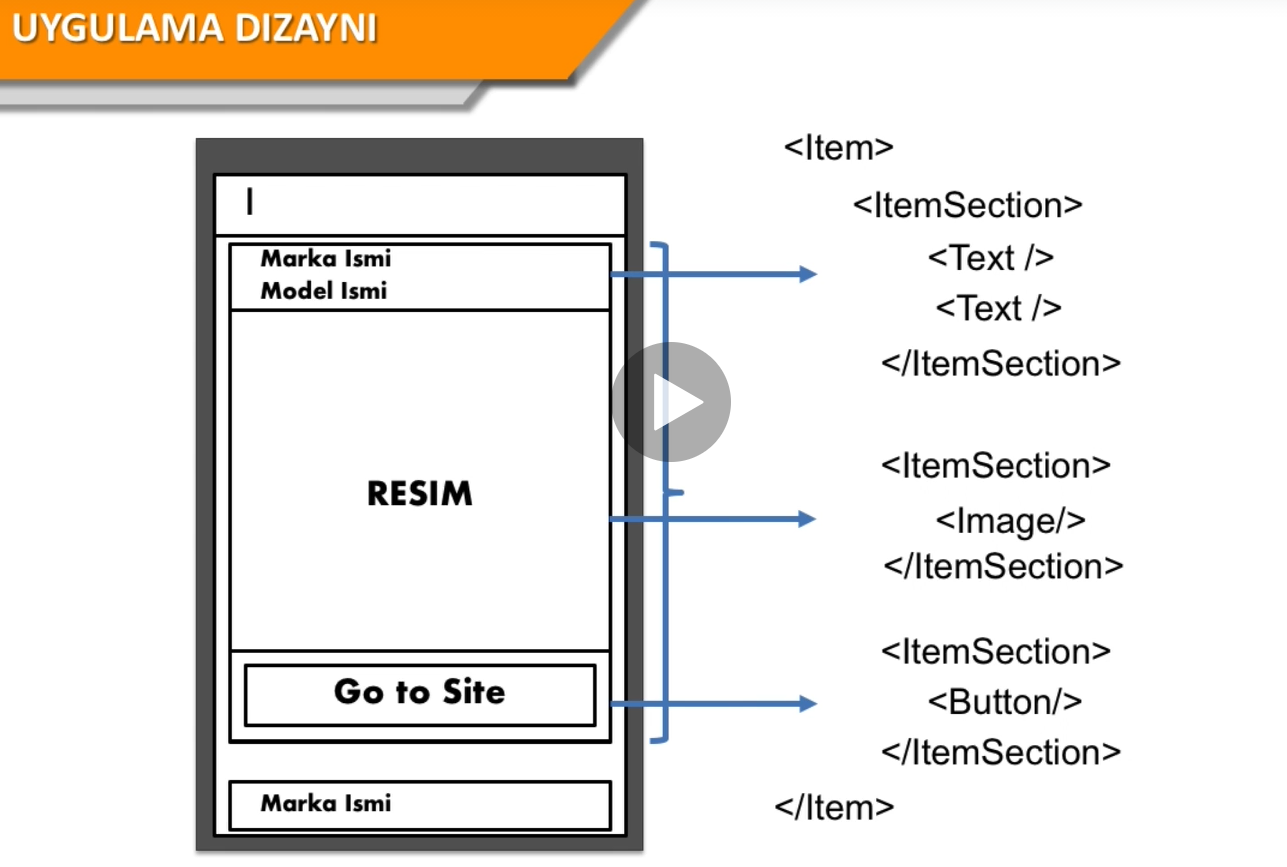 UYGULAMA DIZAYNI
|
Marka Ismi
Model Ismi
RESIM
Go to Site
Marka Ismi
<Item>
<ItemSection>
<Text />
<Text />
</ItemSection>
<ItemSection>
<Image/>
</ItemSection>
<ItemSection>
<Button/>
</ItemSection>
</Item>